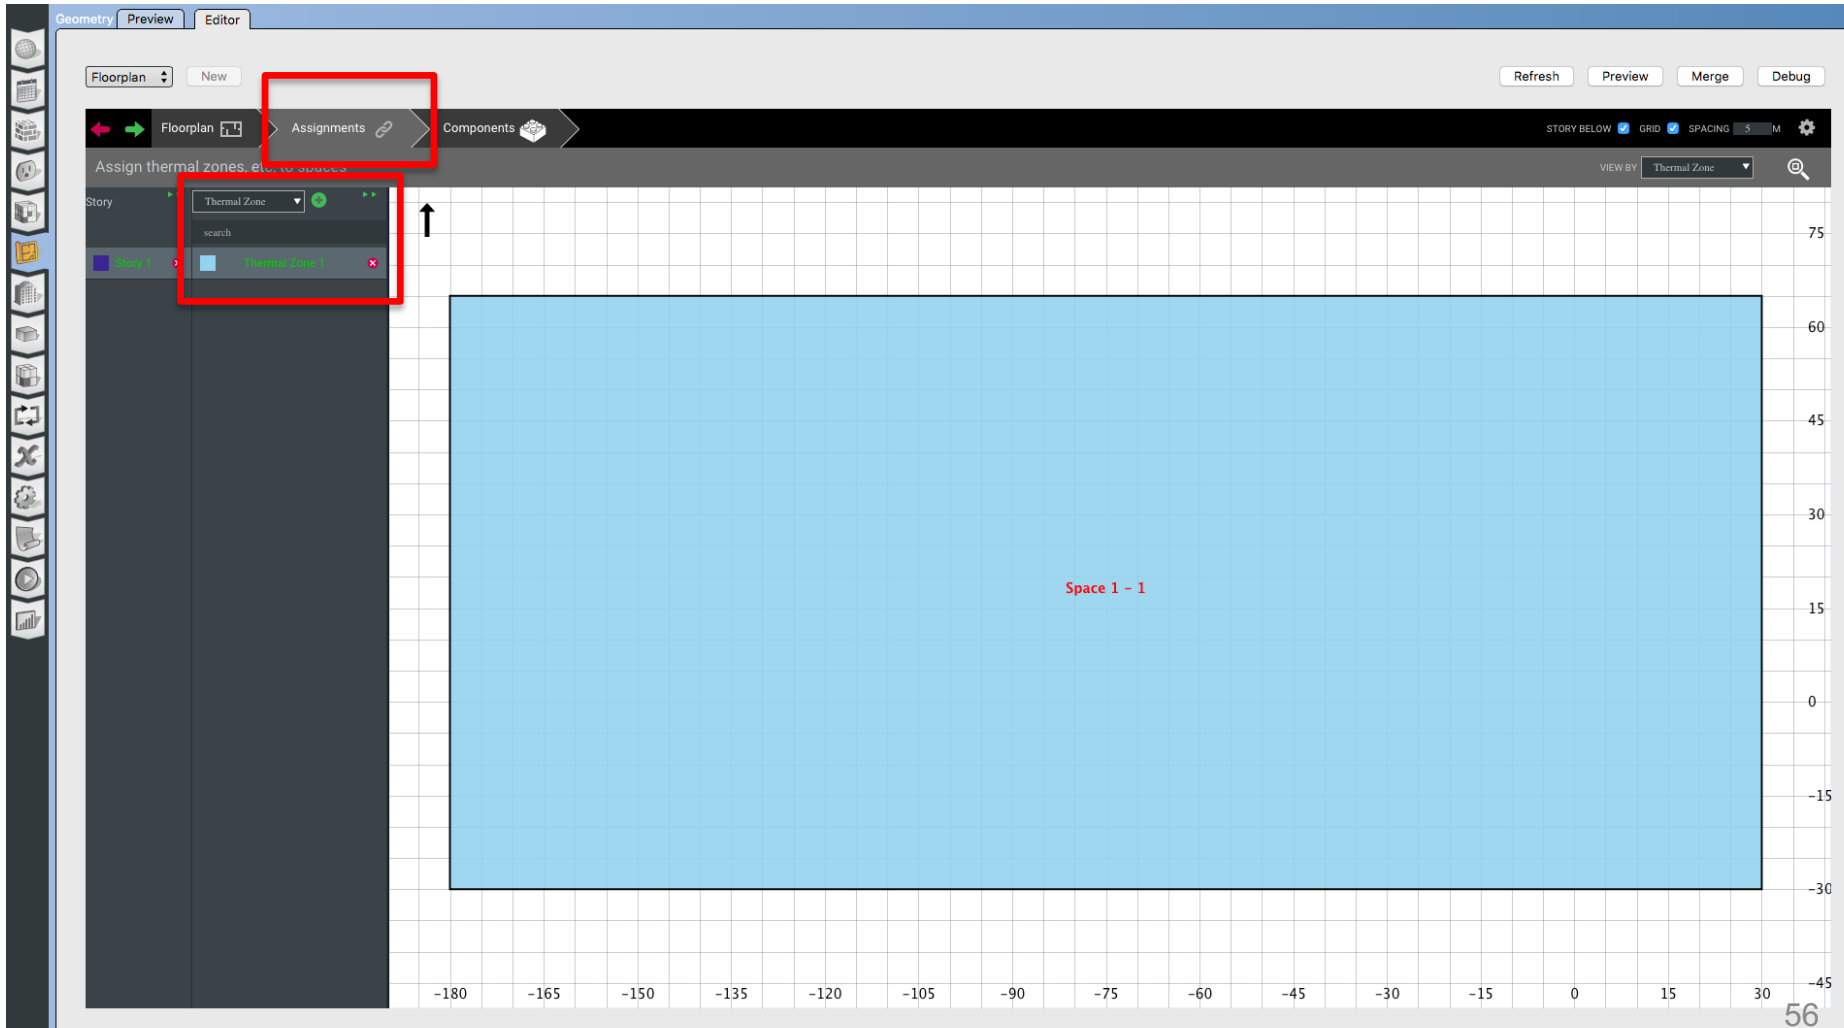 Geometry Preview Editor
Floorplan New Refresh Preview Merge Debug
Floorplan Assignments Components STORY BELOW GRID SPACING 5 M
Assign thermal zones, etc. to spaces VIEW BY Thermal Zone
Story Thermal Zone
search
Story 1 Thermal Zone 1
75
60
45
30
Space 1 - 1
15
0
-15
-30
-45
-180 -165 -150 -135 -120 -105 -90 -75 -60 -45 -30 -15 0 15 30
56